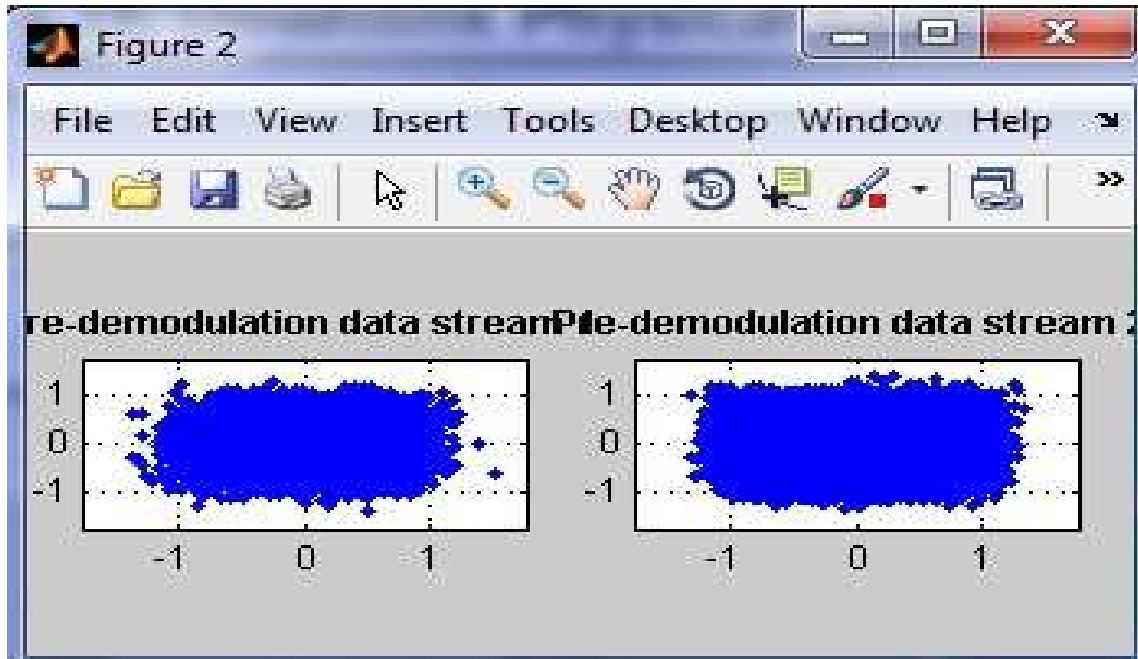 Figure 2
File Edit View Insert Tools Desktop Window Help
re-demodulation data stream
re-demodulation data stream 2
1
0
-1
-1 0 1
1
0
-1
-1 0 1